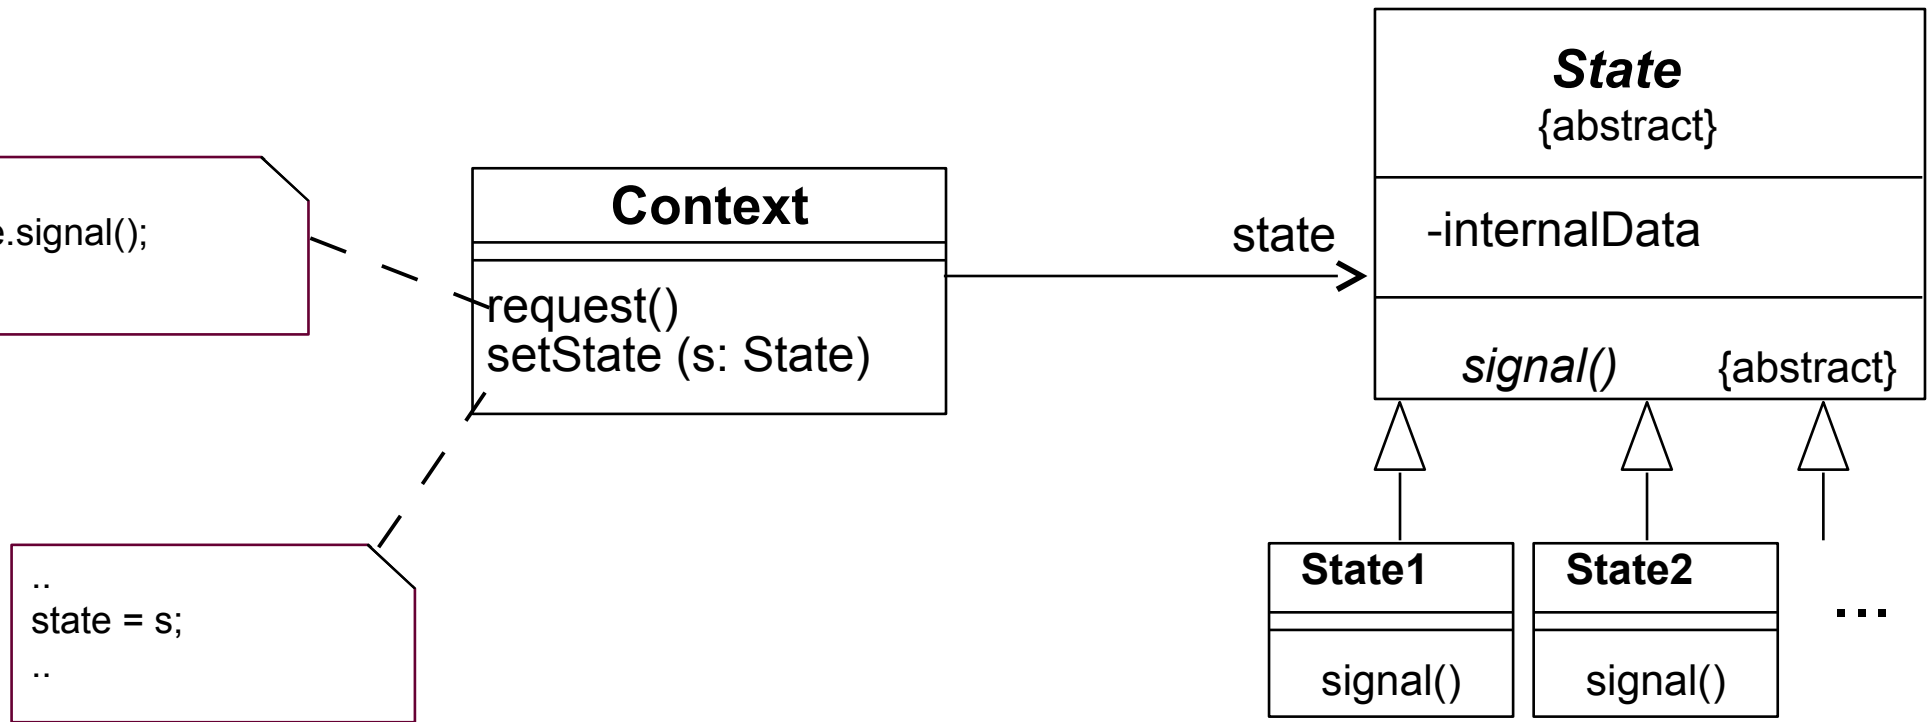 State
{abstract}
-internalData
signal() {abstract}
Context
request()
setState (s: State)
state
e.signal();
..
state = s;
..
State1
signal()
State2
signal()
...